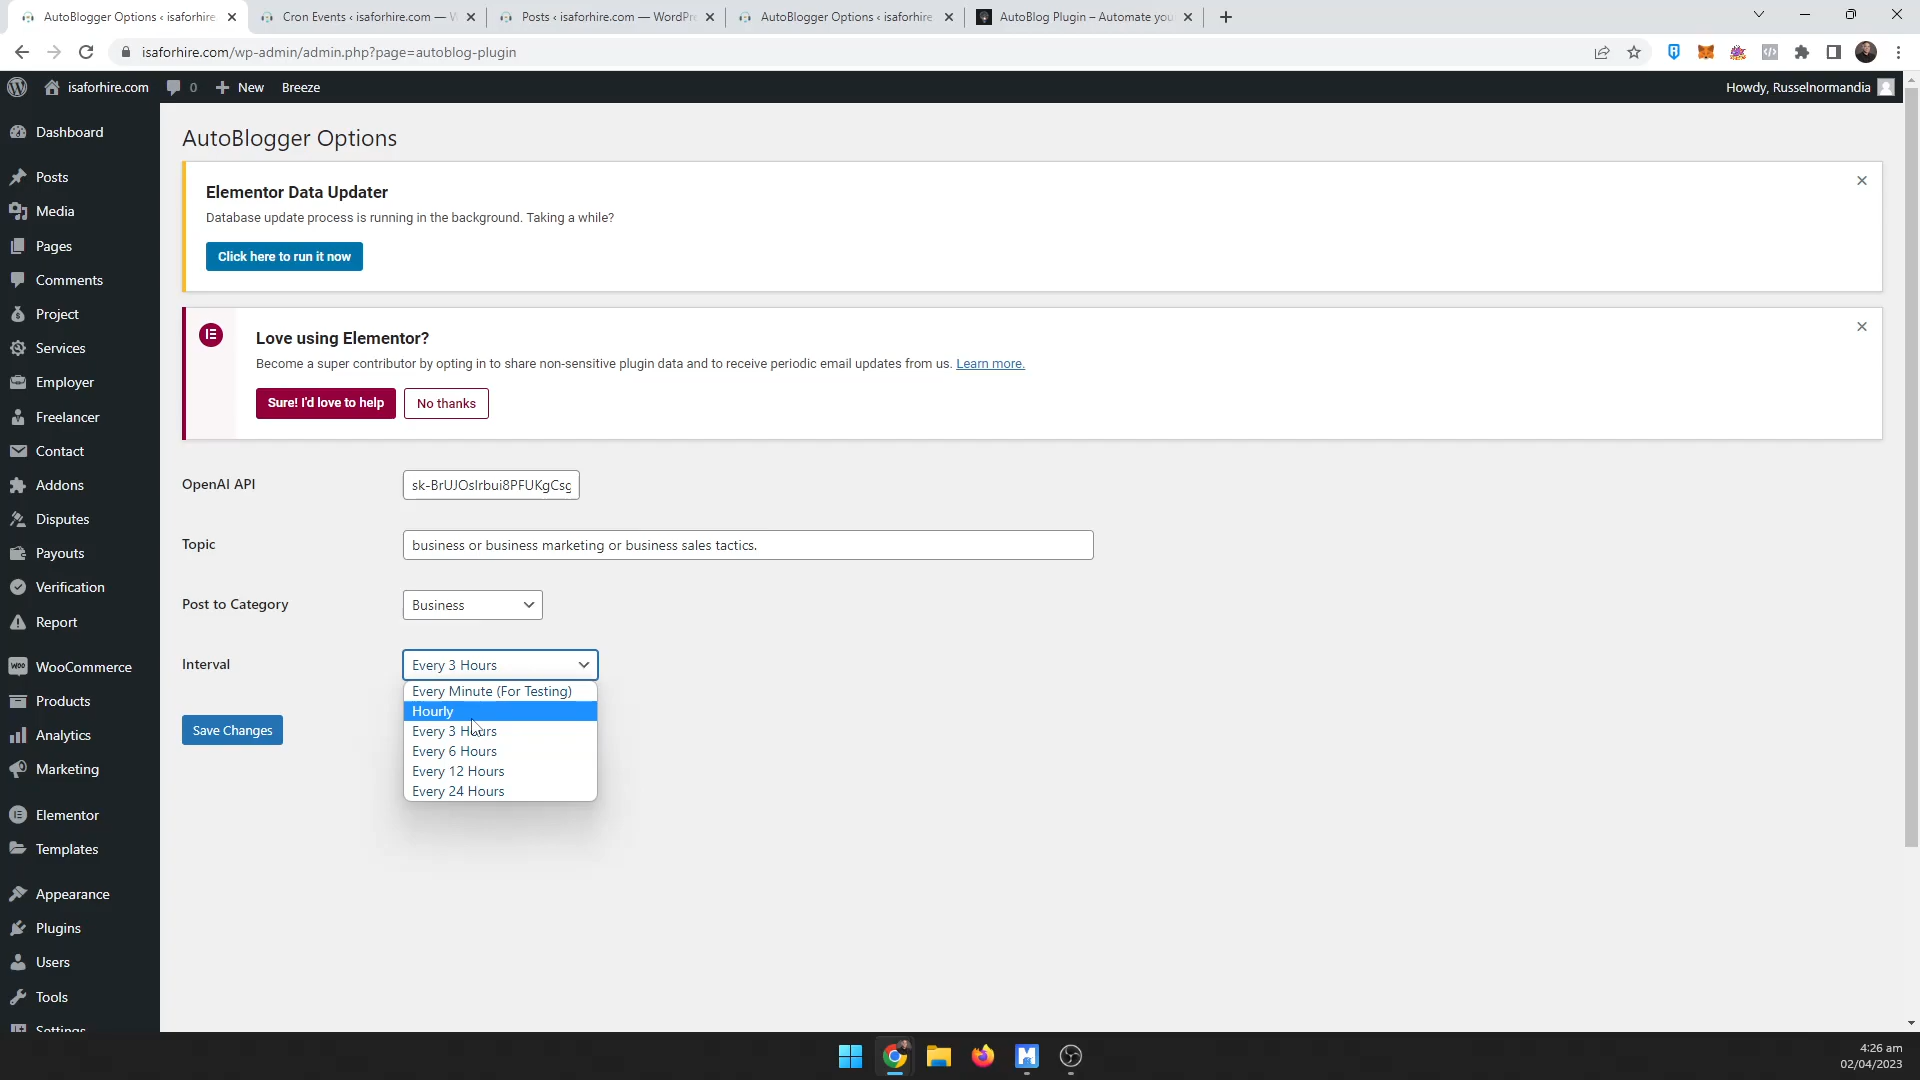 AutoBlogger Options ‹ isaforhire
Cron Events ‹ isaforhire.com — W
Posts ‹ isaforhire.com — WordPr
AutoBlogger Options ‹ isaforhire
AutoBlog Plugin – Automate you
isaforhire.com/wp-admin/admin.php?page=autoblog-plugin
isaforhire.com
0
New
Breeze
Howdy, Russelnormandia
Dashboard
Posts
Media
Pages
Comments
Project
Services
Employer
Freelancer
Contact
Addons
Disputes
Payouts
Verification
Report
WooCommerce
Products
Analytics
Marketing
Elementor
Templates
Appearance
Plugins
Users
Tools
Settings
AutoBlogger Options
Elementor Data Updater
Database update process is running in the background. Taking a while?
Click here to run it now
Love using Elementor?
Become a super contributor by opting in to share non-sensitive plugin data and to receive periodic email updates from us. Learn more.
Sure! I'd love to help
No thanks
OpenAI API
Topic
business or business marketing or business sales tactics.
Post to Category
Business
Interval
Every 3 Hours
Every Minute (For Testing)
Hourly
Every 3 Hours
Every 6 Hours
Every 12 Hours
Every 24 Hours
Save Changes
4:26 am
02/04/2023